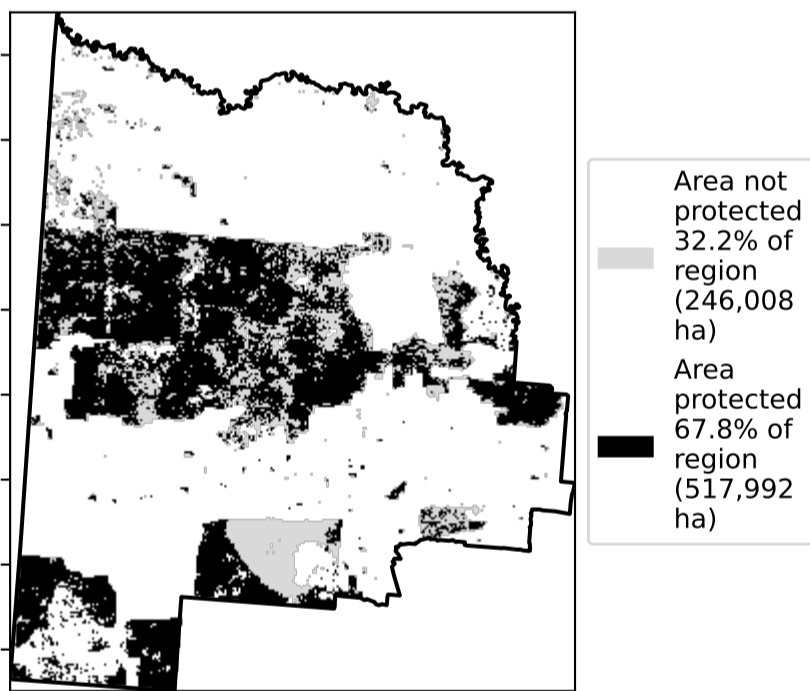 Area not
protected
32.2% of
region
(246,008
ha)
Area
protected
67.8% of
region
(517,992
ha)